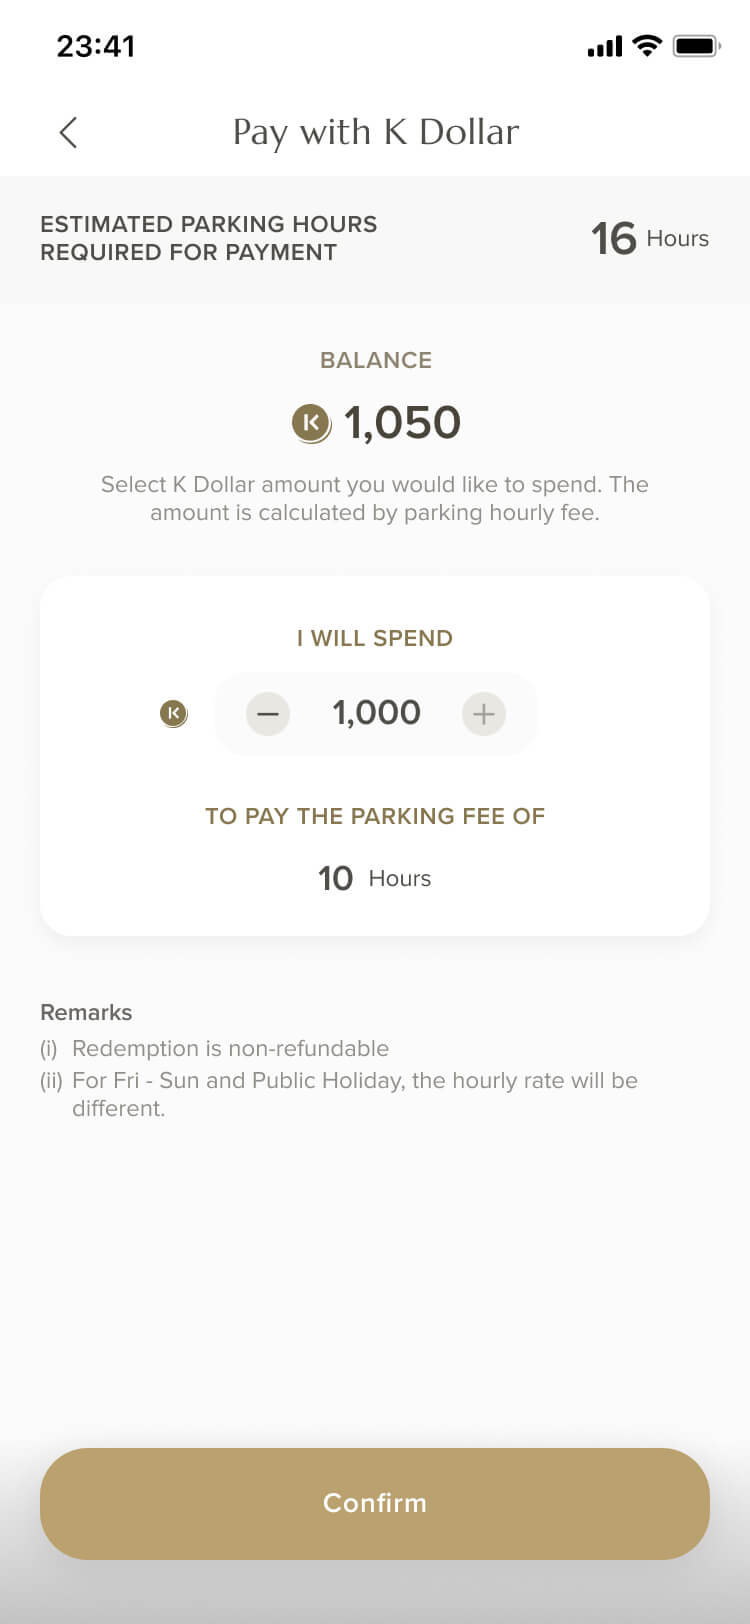 23:41
Pay with K Dollar
ESTIMATED PARKING HOURS
REQUIRED FOR PAYMENT
16 Hours
BALANCE
K 1,050
Select K Dollar amount you would like to spend. The
amount is calculated by parking hourly fee.
I WILL SPEND
K − 1,000 +
TO PAY THE PARKING FEE OF
10 Hours
Remarks
(i) Redemption is non-refundable
(ii) For Fri - Sun and Public Holiday, the hourly rate will be
different.
Confirm